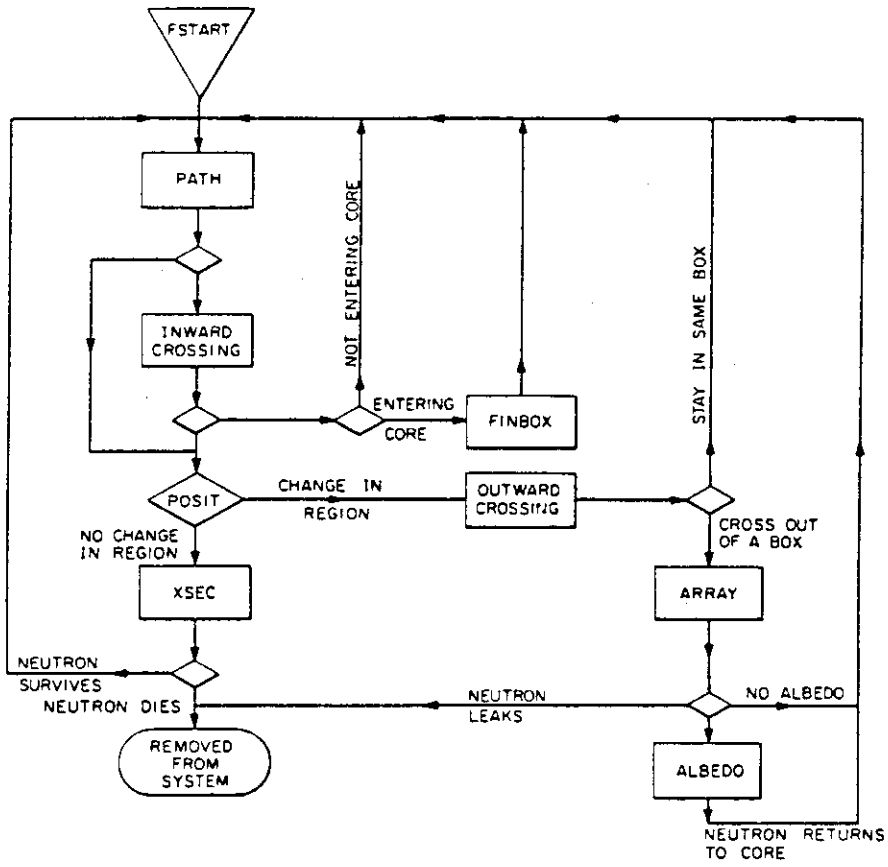 FSTART
PATH
INWARD
CROSSING
NOT ENTERING CORE
ENTERING
CORE
FINBOX
STAY IN SAME BOX
POSIT
CHANGE IN
REGION
OUTWARD
CROSSING
CROSS OUT
OF A BOX
NO CHANGE
IN REGION
XSEC
ARRAY
NEUTRON
SURVIVES
NEUTRON DIES
NEUTRON
LEAKS
NO ALBEDO
REMOVED
FROM
SYSTEM
ALBEDO
NEUTRON RETURNS
TO CORE